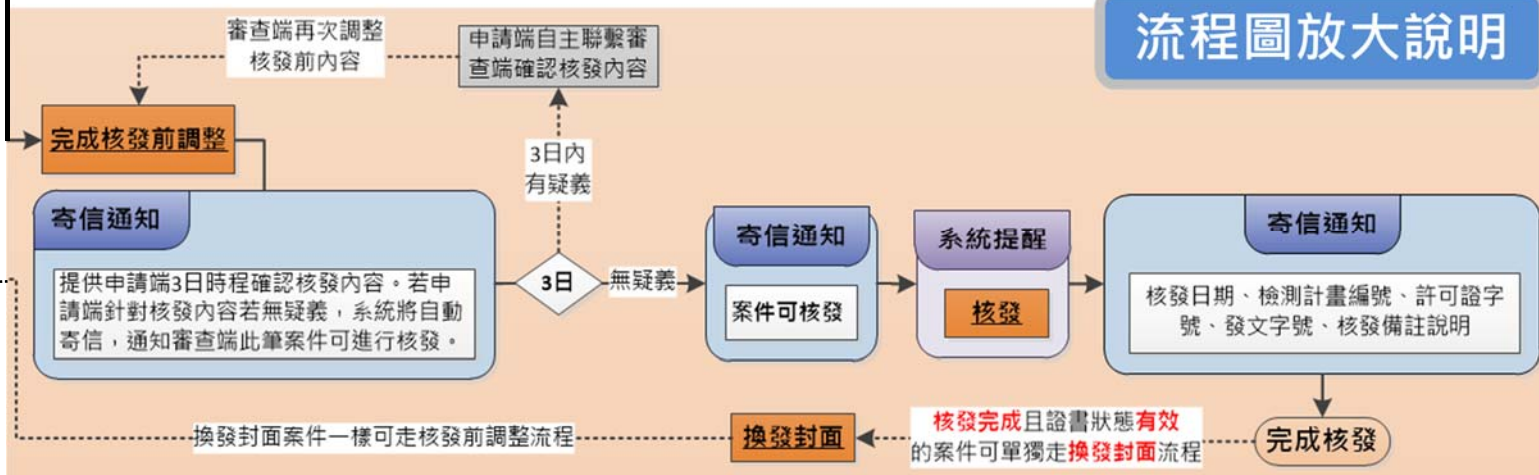 流程圖放大說明
審查端再次調整
核發前內容
申請端自主聯繫審
查端確認核發內容
完成核發前調整
3日內
有疑義
寄信通知
提供申請端3日時程確認核發內容。若申
請端針對核發內容若無疑義，系統將自動
寄信，通知審查端此筆案件可進行核發。
3日
無疑義
寄信通知
案件可核發
系統提醒
核發
寄信通知
核發日期、檢測計畫編號、許可證字
號、發文字號、核發備註說明
換發封面案件一樣可走核發前調整流程
換發封面
核發完成且證書狀態有效
的案件可單獨走換發封面流程
完成核發